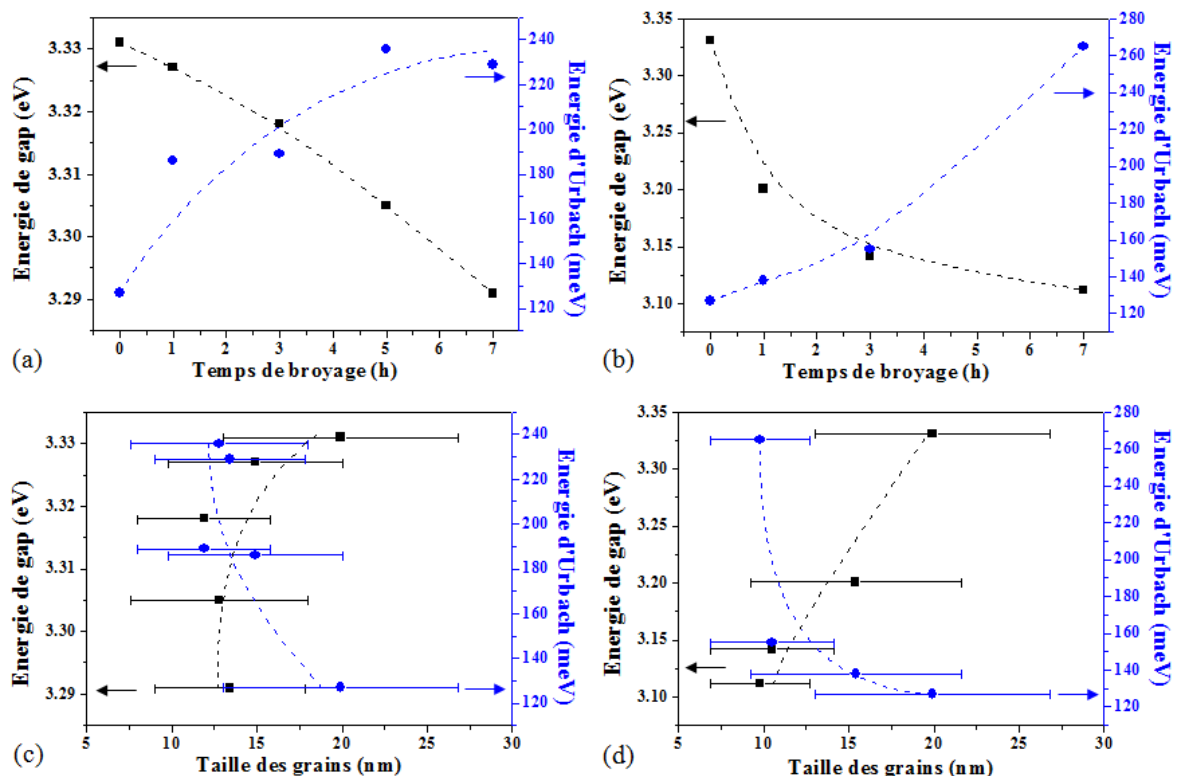 3.33
3.32
3.31
3.30
3.29
Energie de gap (eV)
240
220
200
180
160
140
120
Energie d'Urbach (meV)
0 1 2 3 4 5 6 7
Temps de broyage (h)
(a)
3.35
3.30
3.25
3.20
3.15
3.10
Energie de gap (eV)
280
260
240
220
200
180
160
140
120
Energie d'Urbach (meV)
0 1 2 3 4 5 6 7
Temps de broyage (h)
(b)
3.33
3.32
3.31
3.30
3.29
Energie de gap (eV)
240
220
200
180
160
140
120
Energie d'Urbach (meV)
5 10 15 20 25 30
Taille des grains (nm)
(c)
3.35
3.30
3.25
3.20
3.15
3.10
Energie de gap (eV)
280
260
240
220
200
180
160
140
120
Energie d'Urbach (meV)
5 10 15 20 25 30
Taille des grains (nm)
(d)